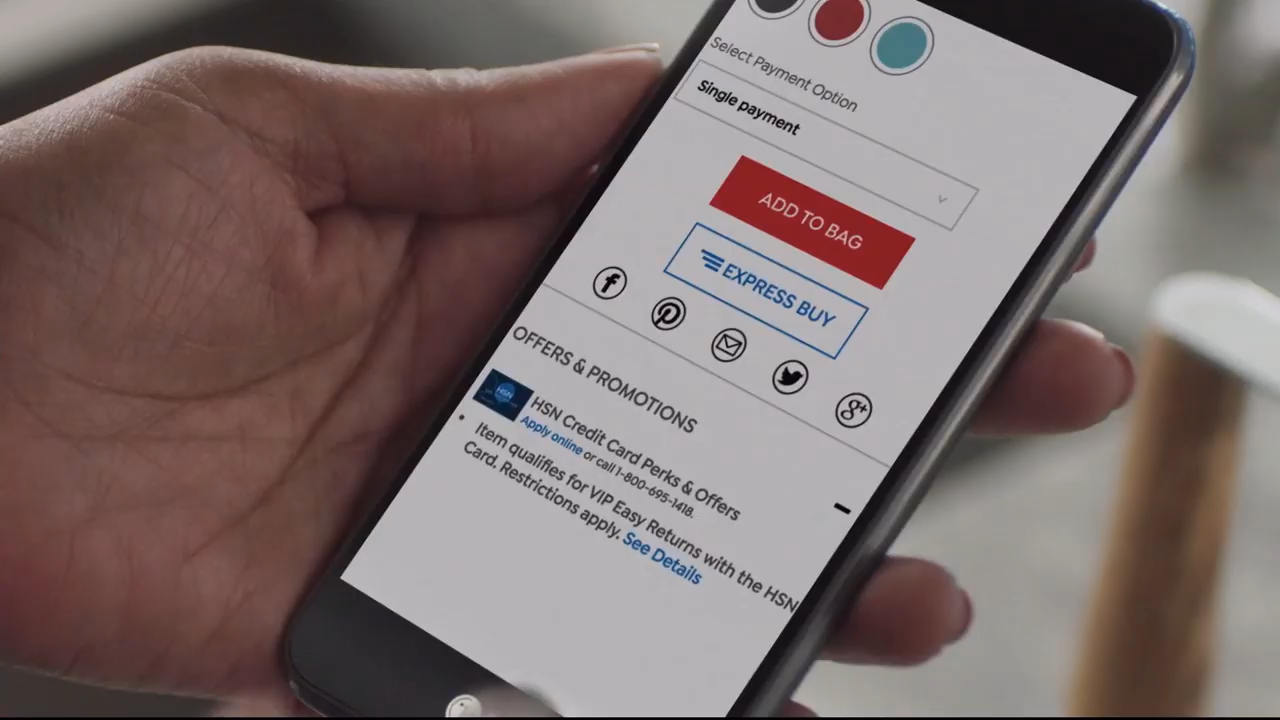 Select Payment Option
Single payment
ADD TO BAG
EXPRESS BUY
OFFERS & PROMOTIONS
HSN
HSN Credit Card Perks & Offers
Apply online or call 1-800-695-1418.
Item qualifies for VIP Easy Returns with the HSN
Card. Restrictions apply. See Details